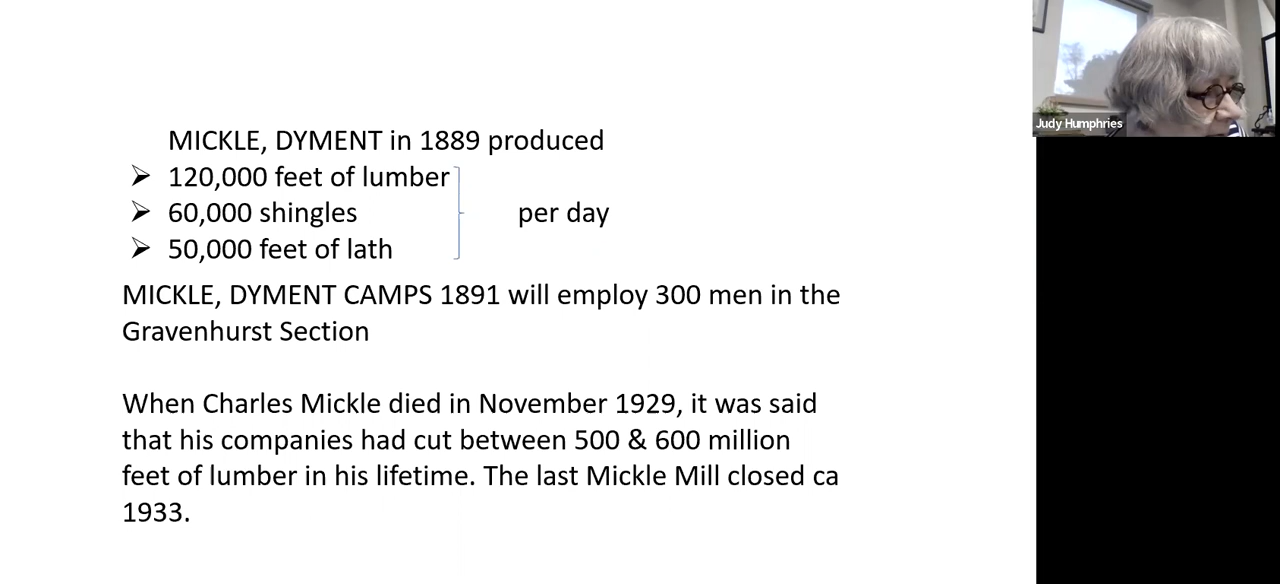 MICKLE, DYMENT in 1889 produced
➢ 120,000 feet of lumber
➢ 60,000 shingles
per day
➢ 50,000 feet of lath
MICKLE, DYMENT CAMPS 1891 will employ 300 men in the
Gravenhurst Section
When Charles Mickle died in November 1929, it was said
that his companies had cut between 500 & 600 million
feet of lumber in his lifetime. The last Mickle Mill closed ca
1933.
Judy Humphries